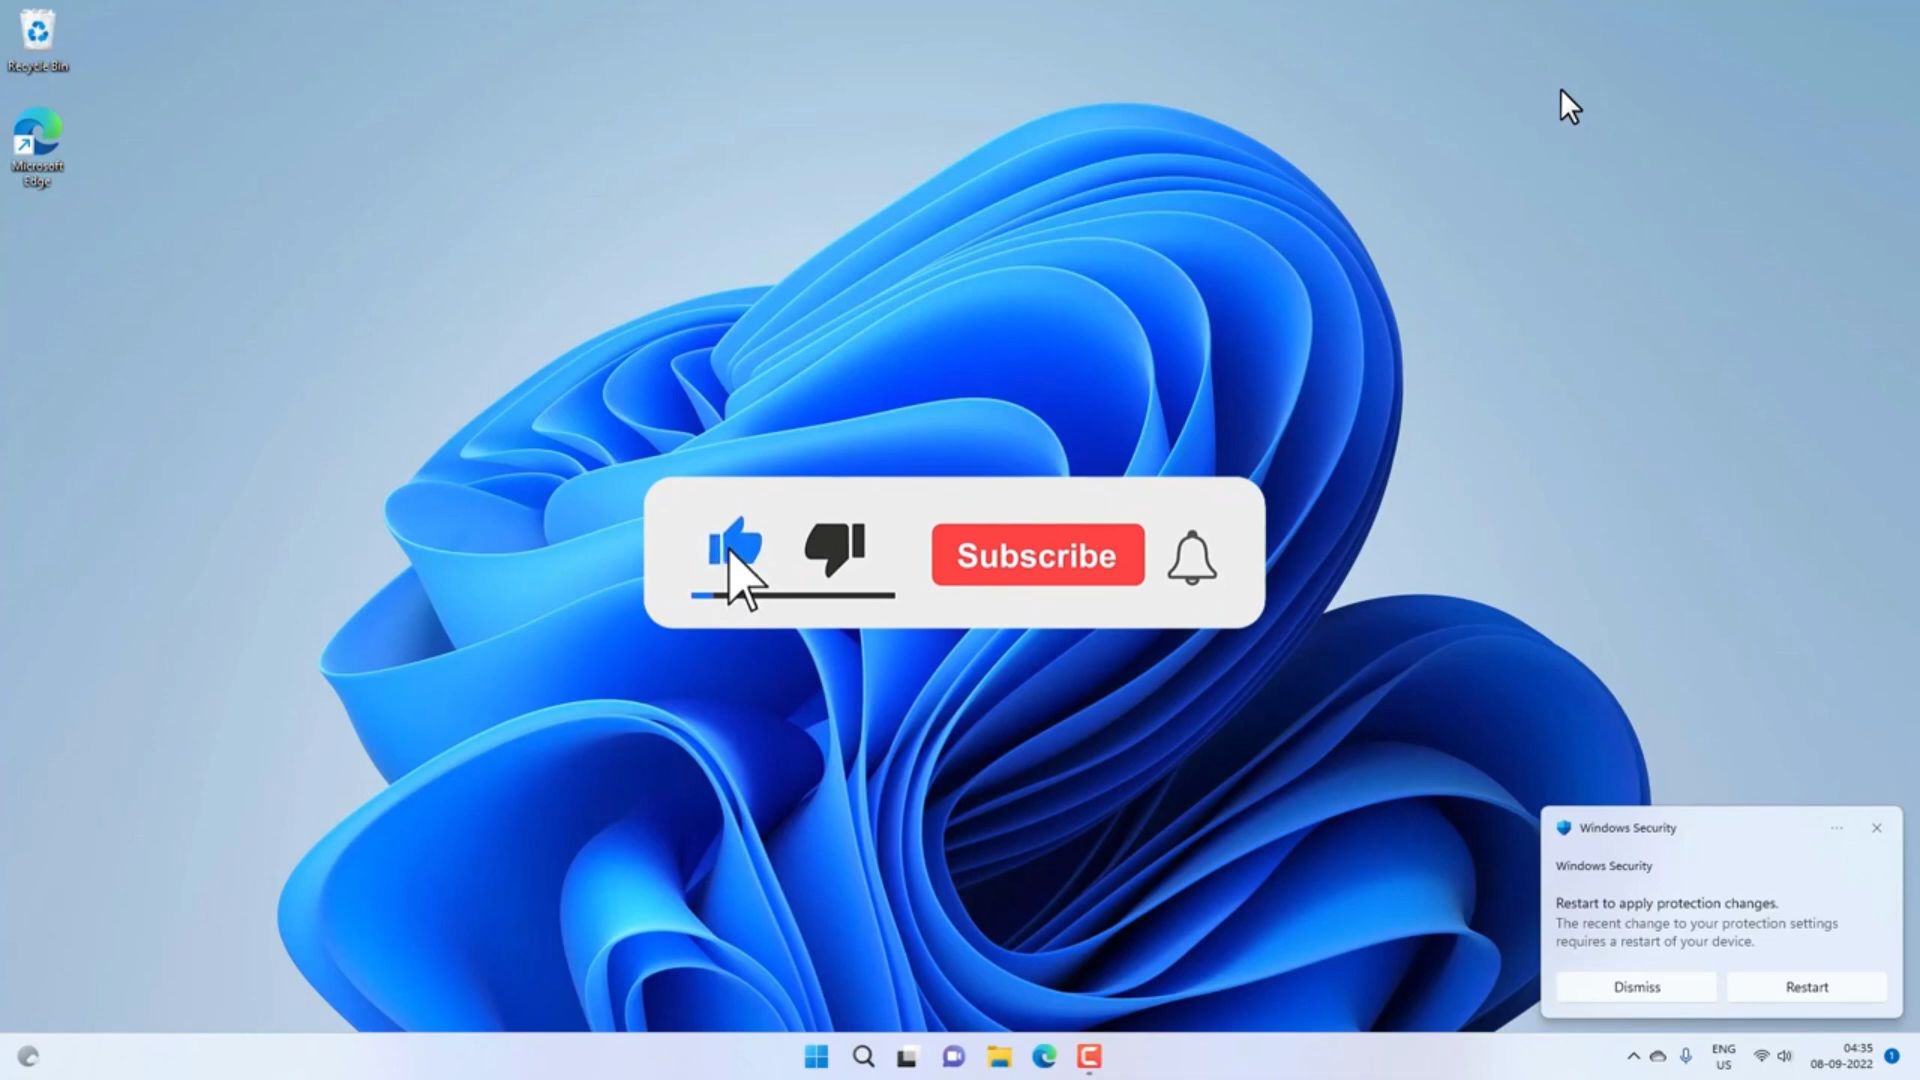 Recycle Bin
Microsoft
Edge
Subscribe
Windows Security
Windows Security
Restart to apply protection changes.
The recent change to your protection settings
requires a restart of your device.
Dismiss
Restart
ENG
US
04:35
08-09-2022
1